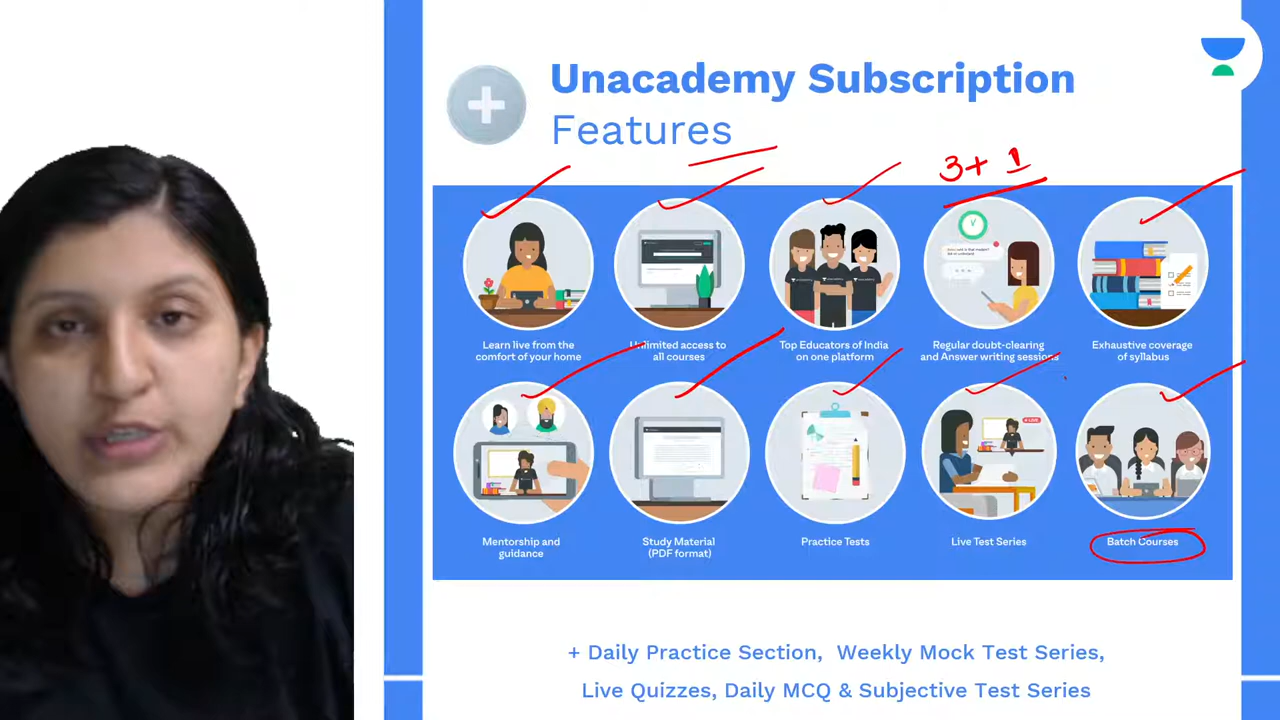 Unacademy Subscription
Features
3+ 1
Learn live from the
comfort of your home
Unlimited access to
all courses
Top Educators of India
on one platform
Regular doubt-clearing
and Answer writing sessions
Exhaustive coverage
of syllabus
Mentorship and
guidance
Study Material
(PDF format)
Practice Tests
Live Test Series
Batch Courses
+ Daily Practice Section, Weekly Mock Test Series,
Live Quizzes, Daily MCQ & Subjective Test Series